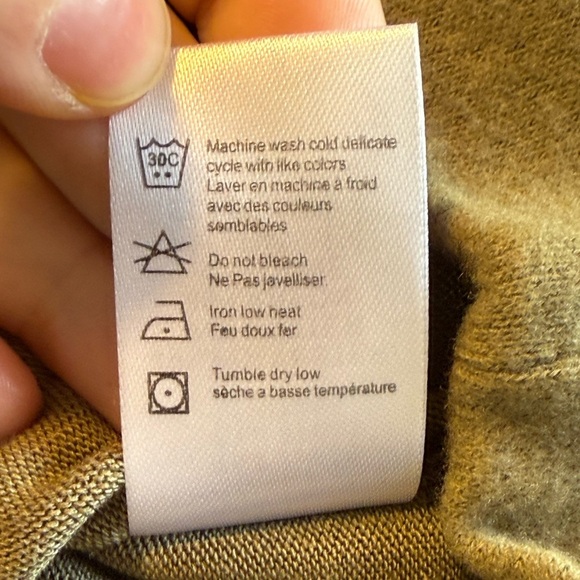 30C
Machine wash cold delicate
cycle with like colors
Laver en machine a froid
avec des couleurs
semblables
Do not bleach
Ne Pas javelliser
Iron low heat
Feu doux fer
Tumble dry low
sèche a basse température